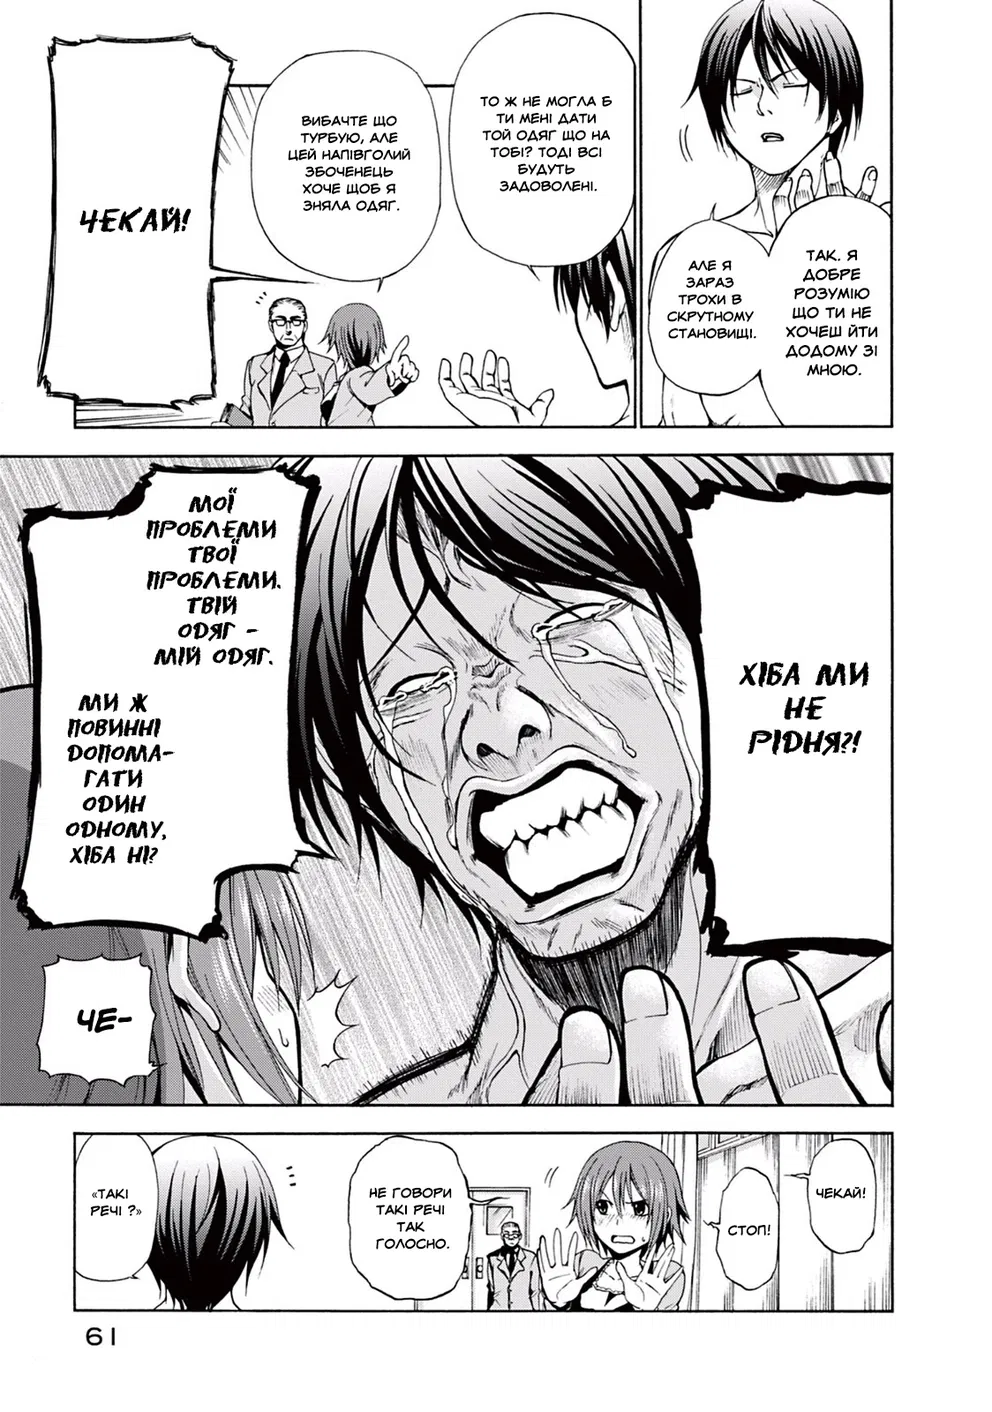 ТАК. Я
ДОБРЕ
РОЗУМІЮ
ЩО ТИ НЕ
ХОЧЕШ ЙТИ
ДОДОМУ ЗІ
МНОЮ.
АЛЕ Я
ЗАРАЗ
ТРОХИ В
СКРУТНОМУ
СТАНОВИЩІ.
ТО Ж НЕ МОГЛА Б
ТИ МЕНІ ДАТИ
ТОЙ ОДЯГ ЩО НА
ТОБІ? ТОДІ ВСІ
БУДУТЬ
ЗАДОВОЛЕНІ.
ВИБАЧТЕ ЩО
ТУРБУЮ, АЛЕ
ЦЕЙ НАПІВГОЛИЙ
ЗБОЧЕНЕЦЬ
ХОЧЕ ЩОБ Я
ЗНЯЛА ОДЯГ.
ЧЕКАЙ!
ХІБА МИ
НЕ
РІДНЯ?!
МОЇ
ПРОБЛЕМИ
ТВОЇ
ПРОБЛЕМИ.
ТВІЙ
ОДЯГ -
МІЙ ОДЯГ.
МИ Ж
ПОВИННІ
DОПОМА-
ГАТИ
ОДИН
ОДНОМУ,
ХІБА НІ?
ЧЕ-
ЧЕКАЙ!
СТОП!
НЕ ГОВОРИ
ТАКІ РЕЧІ
ТАК
ГОЛОСНО.
«ТАКІ
РЕЧІ ?»
61